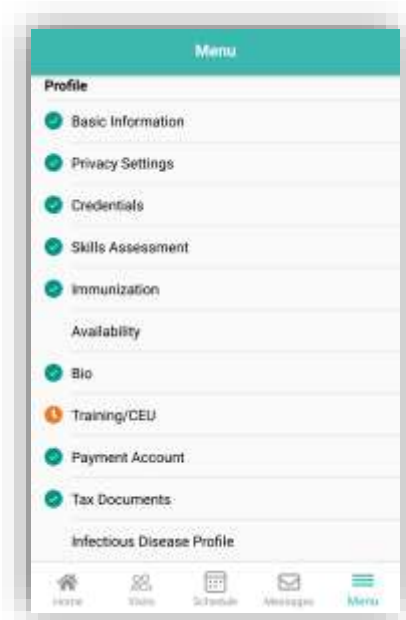 Menu
Profile
Basic Information
Privacy Settings
Credentials
Skills Assessment
Immunization
Availability
Bio
Training/CEU
Payment Account
Tax Documents
Infectious Disease Profile
Home Visits Schedule Messages Menu